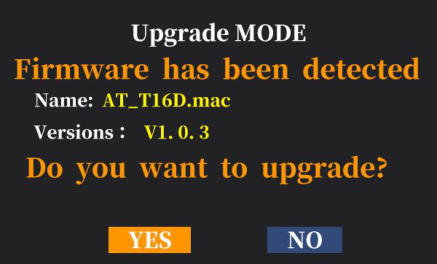 Upgrade MODE
Firmware has been detected
Name: AT_T16D.mac
Versions： V1.0.3
Do you want to upgrade?
YES NO